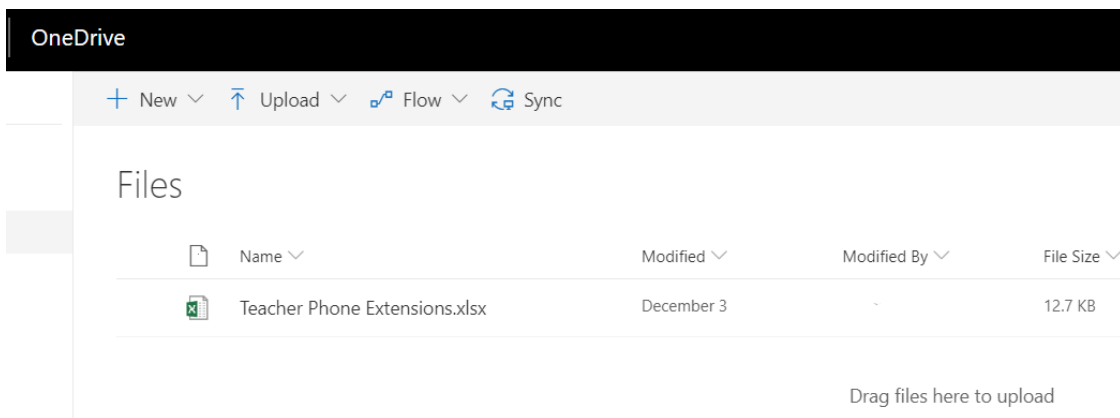 OneDrive
New Upload Flow Sync
Files
Name Modified Modified By File Size
Teacher Phone Extensions.xlsx December 3 12.7 KB
Drag files here to upload